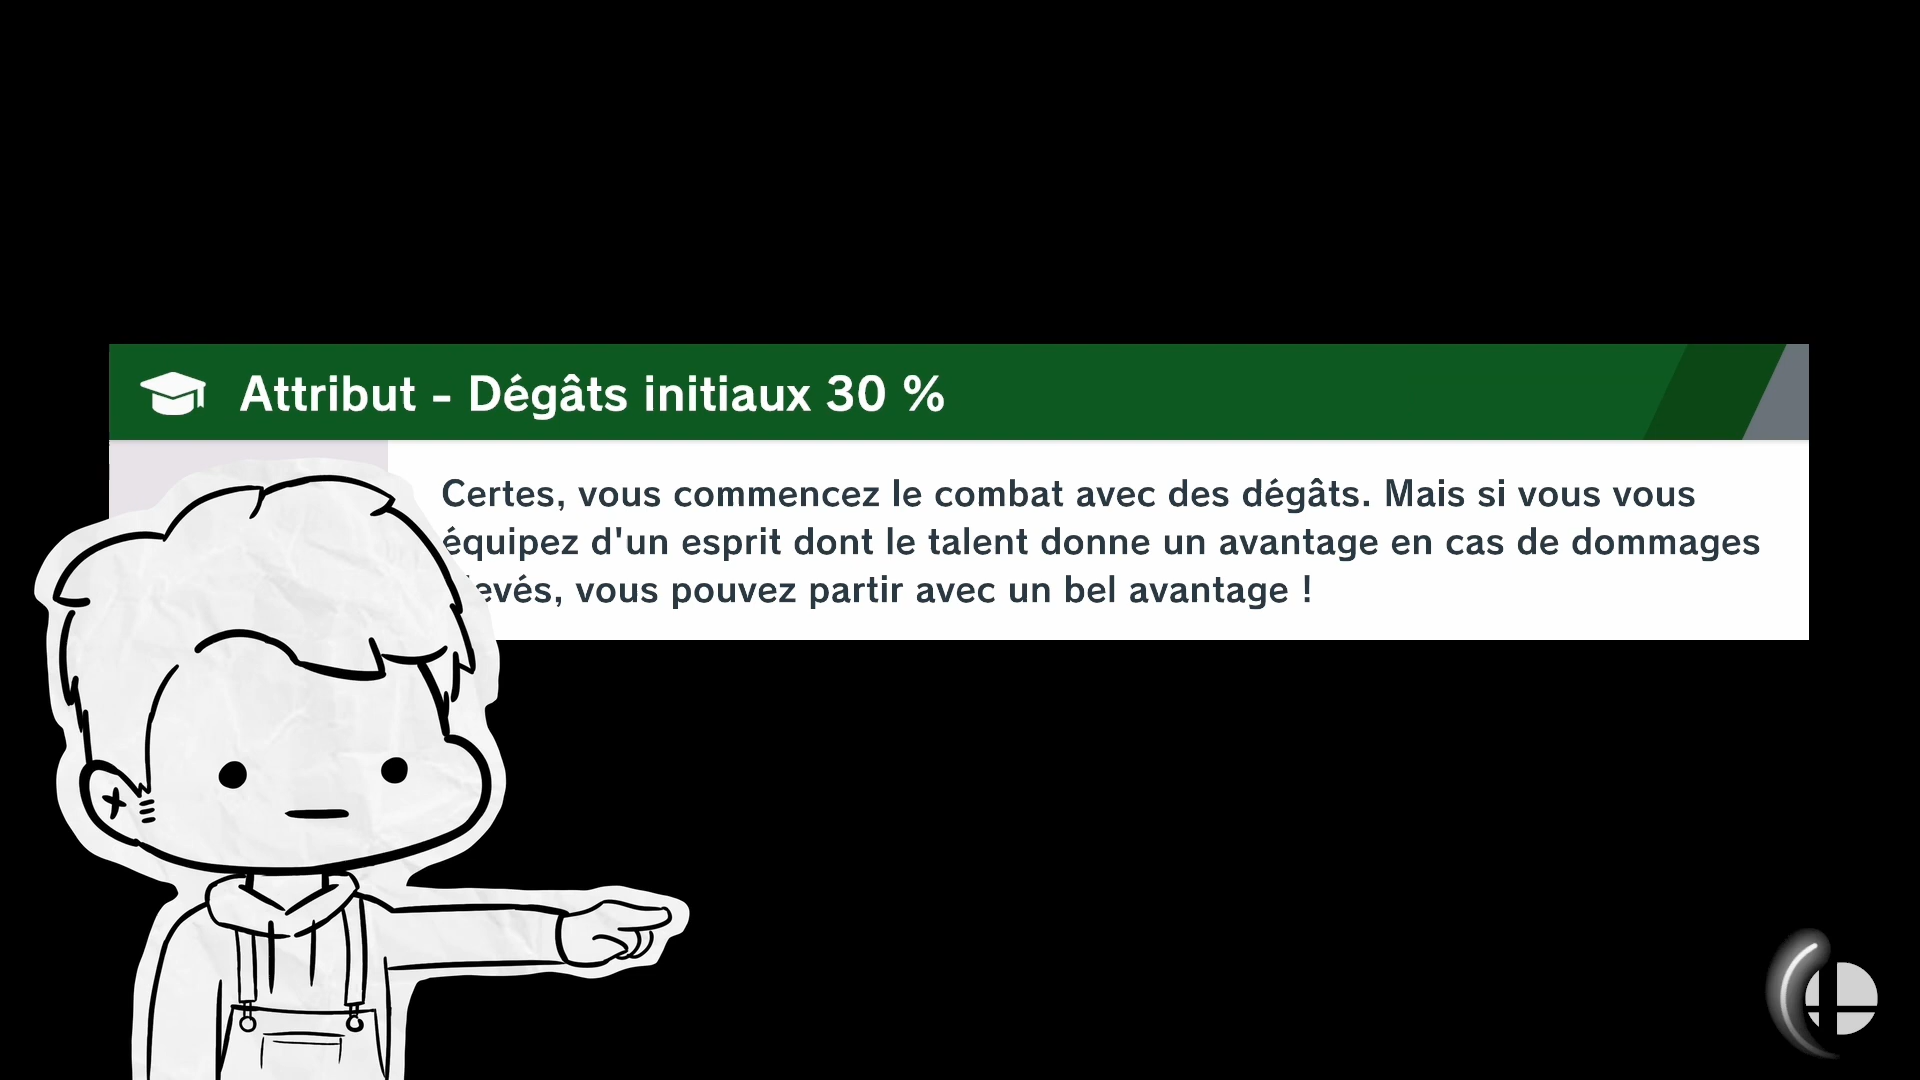 Attribut - Dégâts initiaux 30 %
Certes, vous commencez le combat avec des dégâts. Mais si vous vous
équipez d'un esprit dont le talent donne un avantage en cas de dommages
vous pouvez partir avec un bel avantage !